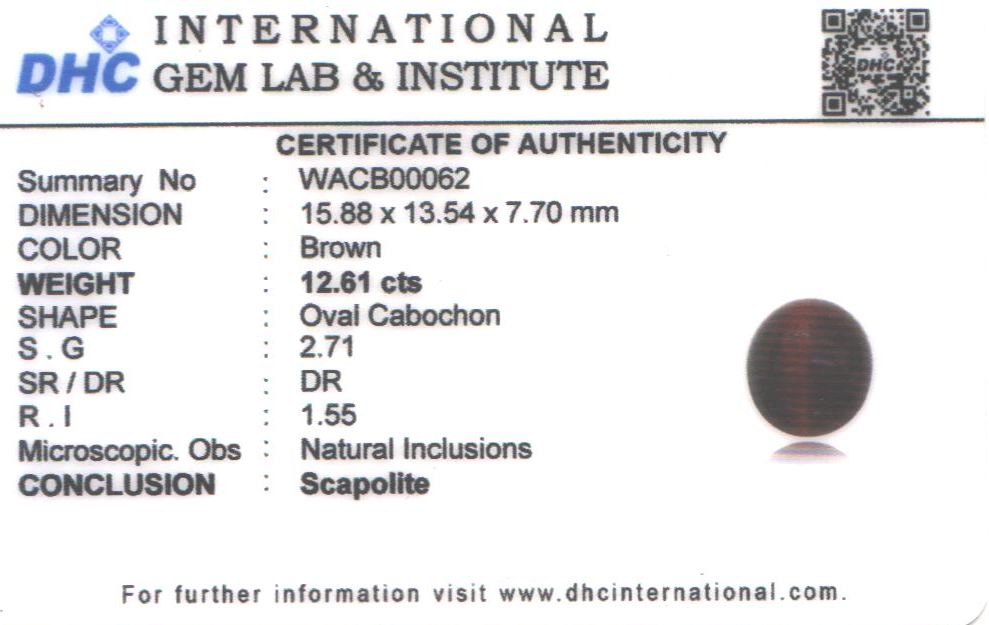 DHC INTERNATIONAL
GEM LAB & INSTITUTE
DHC
CERTIFICATE OF AUTHENTICITY
Summary No : WACB00062
DIMENSION : 15.88 x 13.54 x 7.70 mm
COLOR : Brown
WEIGHT : 12.61 cts
SHAPE : Oval Cabochon
S . G : 2.71
SR / DR : DR
R . I : 1.55
Microscopic. Obs : Natural Inclusions
CONCLUSION : Scapolite
For further information visit www.dhcinternational.com.